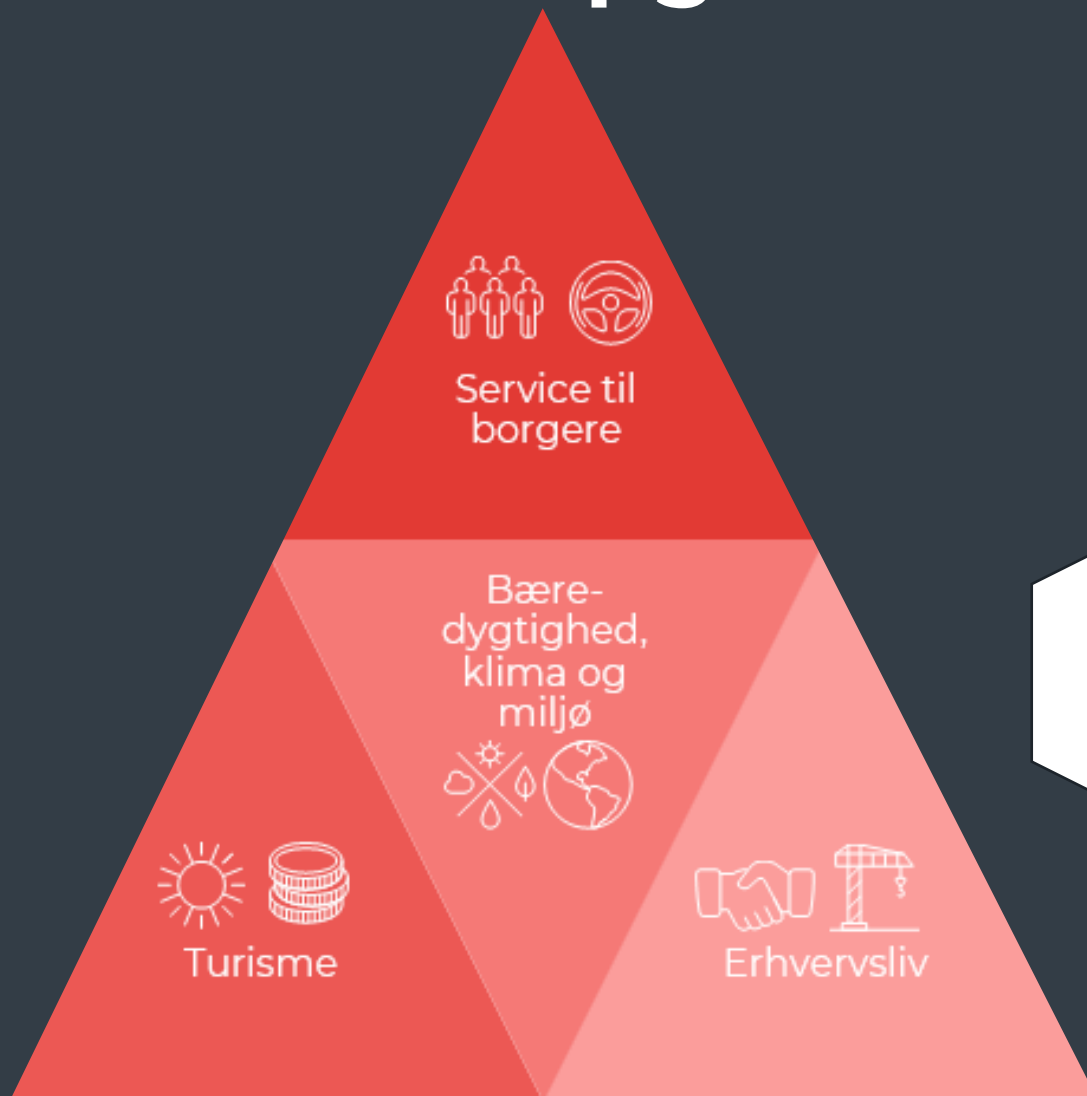 Service til
borgere
Bære-
dygtighed,
klima og
miljø
Turisme
Erhvervsliv